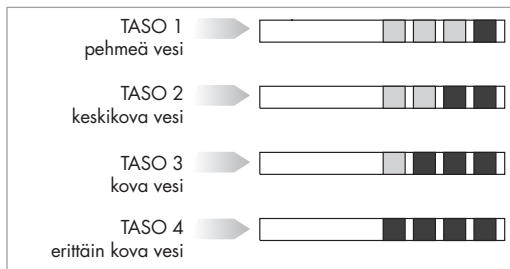 TASO 1
pehmeä vesi
TASO 2
keskikova vesi
TASO 3
kova vesi
TASO 4
erittäin kova vesi